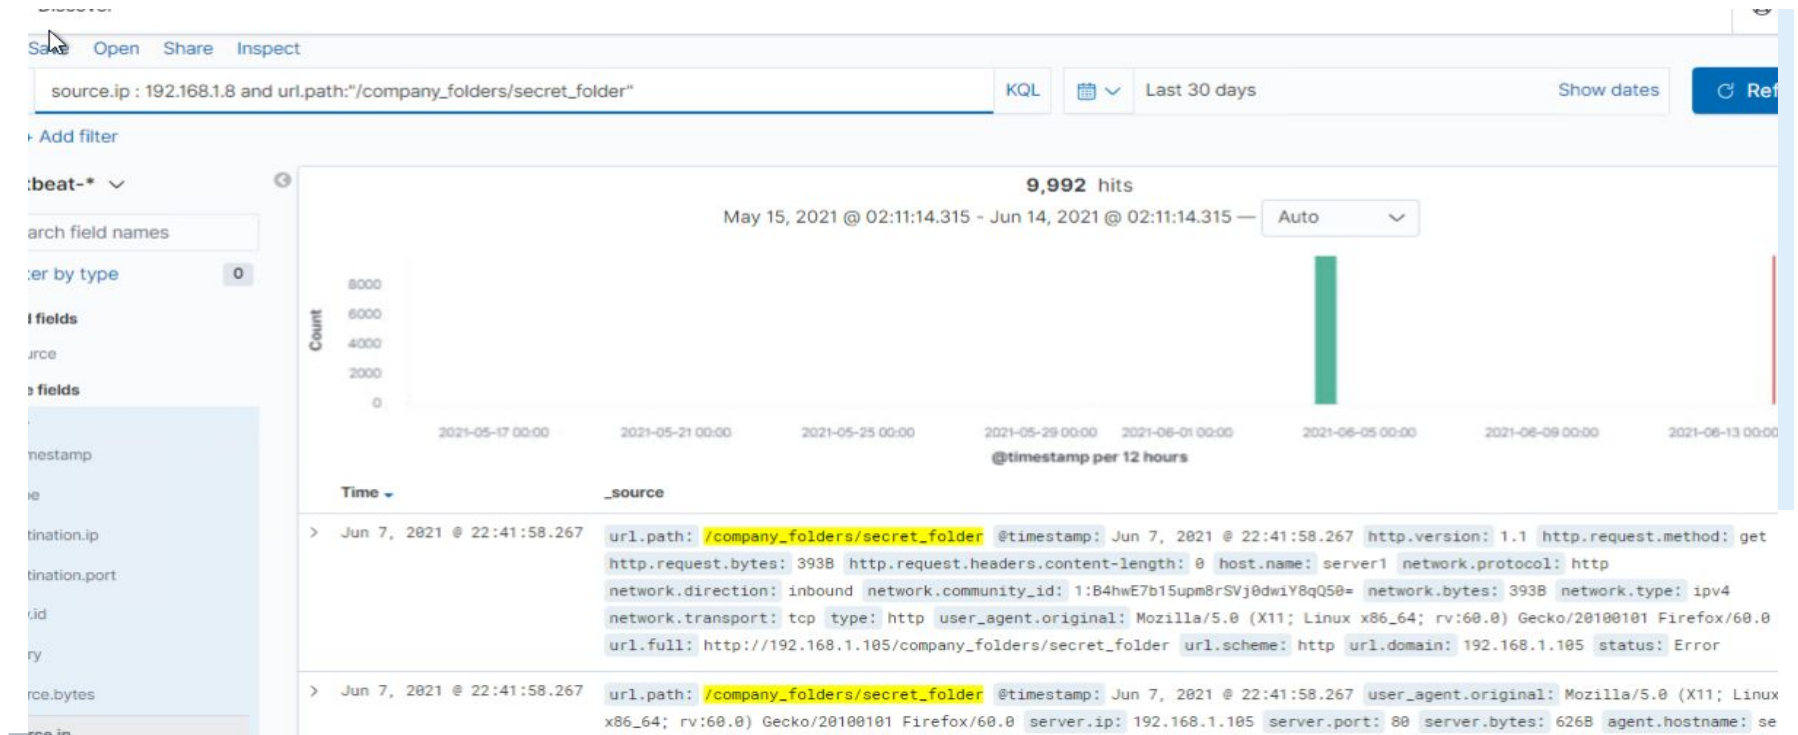 Save Open Share Inspect
source.ip : 192.168.1.8 and url.path:"/company_folders/secret_folder" KQL Last 30 days Show dates Ref
+ Add filter
tbeat-*
9,992 hits
May 15, 2021 @ 02:11:14.315 - Jun 14, 2021 @ 02:11:14.315 — Auto
arch field names
ter by type 0
d fields
urce
e fields
mestamp
pe
tination.ip
tination.port
y.id
ry
rce.bytes
rce.ip
Count
8000
6000
4000
2000
0
2021-05-17 00:00 2021-05-21 00:00 2021-05-25 00:00 2021-05-29 00:00 2021-06-01 00:00 2021-06-05 00:00 2021-06-09 00:00 2021-06-13 00:00
@timestamp per 12 hours
Time _source
Jun 7, 2021 @ 22:41:58.267 url.path: /company_folders/secret_folder @timestamp: Jun 7, 2021 @ 22:41:58.267 http.version: 1.1 http.request.method: get
http.request.bytes: 393B http.request.headers.content-length: 0 host.name: server1 network.protocol: http
network.direction: inbound network.community_id: 1:B4hwE7b15upm8rSVj0dwiY8qQ50= network.bytes: 393B network.type: ipv4
network.transport: tcp type: http user_agent.original: Mozilla/5.0 (X11; Linux x86_64; rv:60.0) Gecko/20100101 Firefox/60.0
url.full: http://192.168.1.105/company_folders/secret_folder url.scheme: http url.domain: 192.168.1.105 status: Error
Jun 7, 2021 @ 22:41:58.267 url.path: /company_folders/secret_folder @timestamp: Jun 7, 2021 @ 22:41:58.267 user_agent.original: Mozilla/5.0 (X11; Linux
x86_64; rv:60.0) Gecko/20100101 Firefox/60.0 server.ip: 192.168.1.105 server.port: 80 server.bytes: 626B agent.hostname: se